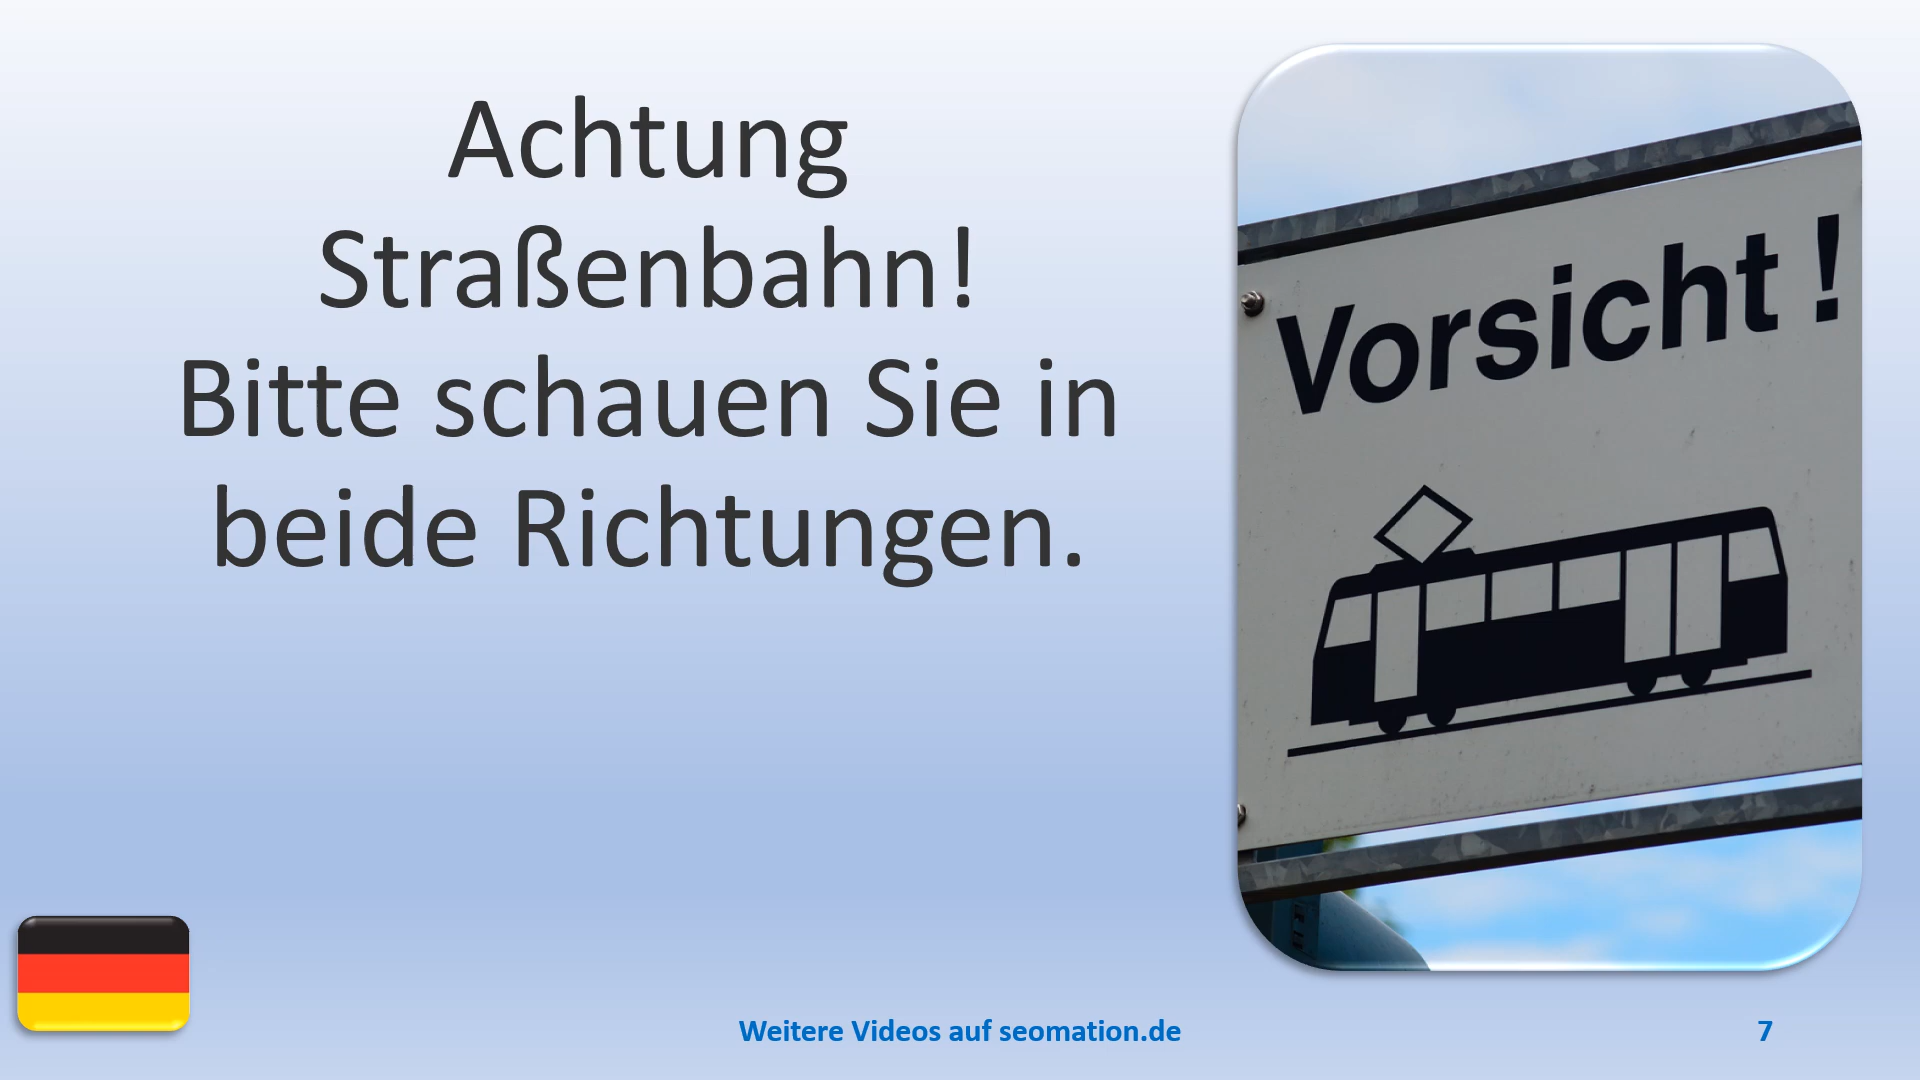 Achtung
Straßenbahn!
Bitte schauen Sie in
beide Richtungen.
Vorsicht !
Weitere Videos auf seomation.de
7